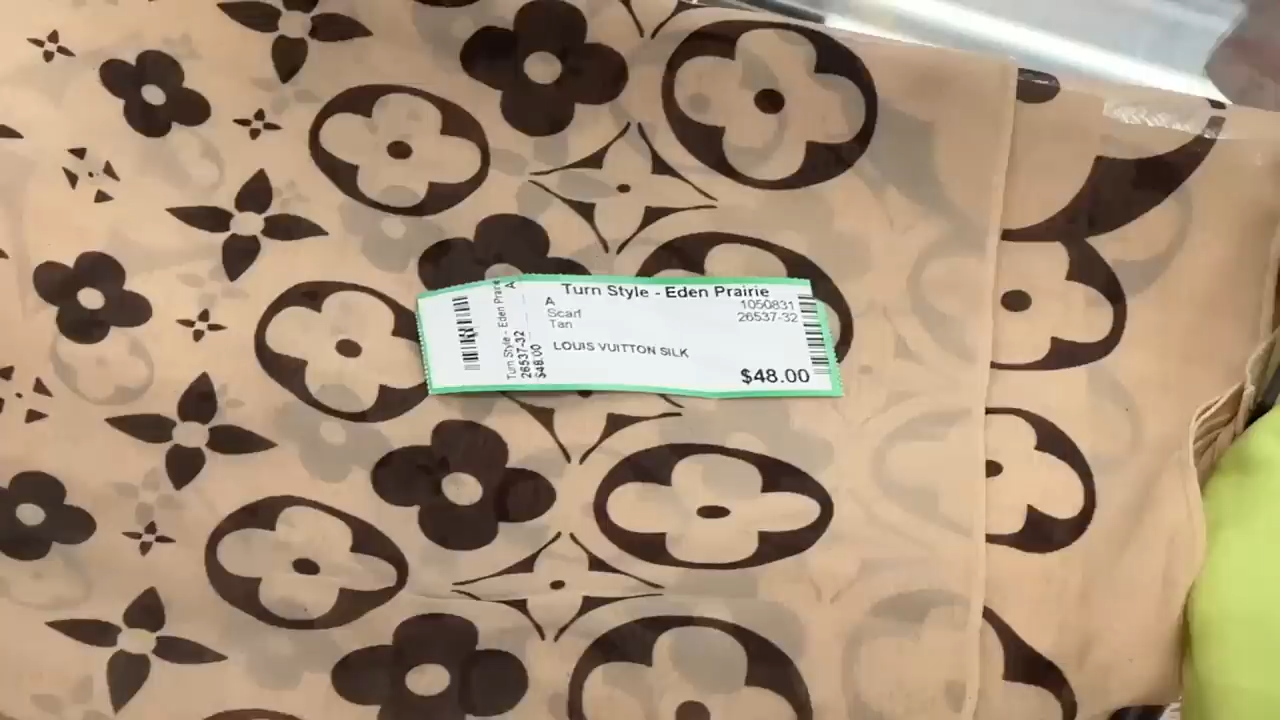 Turn Style - Eden Prairie
A 1050831
Scarf 26537-32
Tan
LOUIS VUITTON SILK
$48.00
Turn Style - Eden Prairie
A
26537-32
$48.00